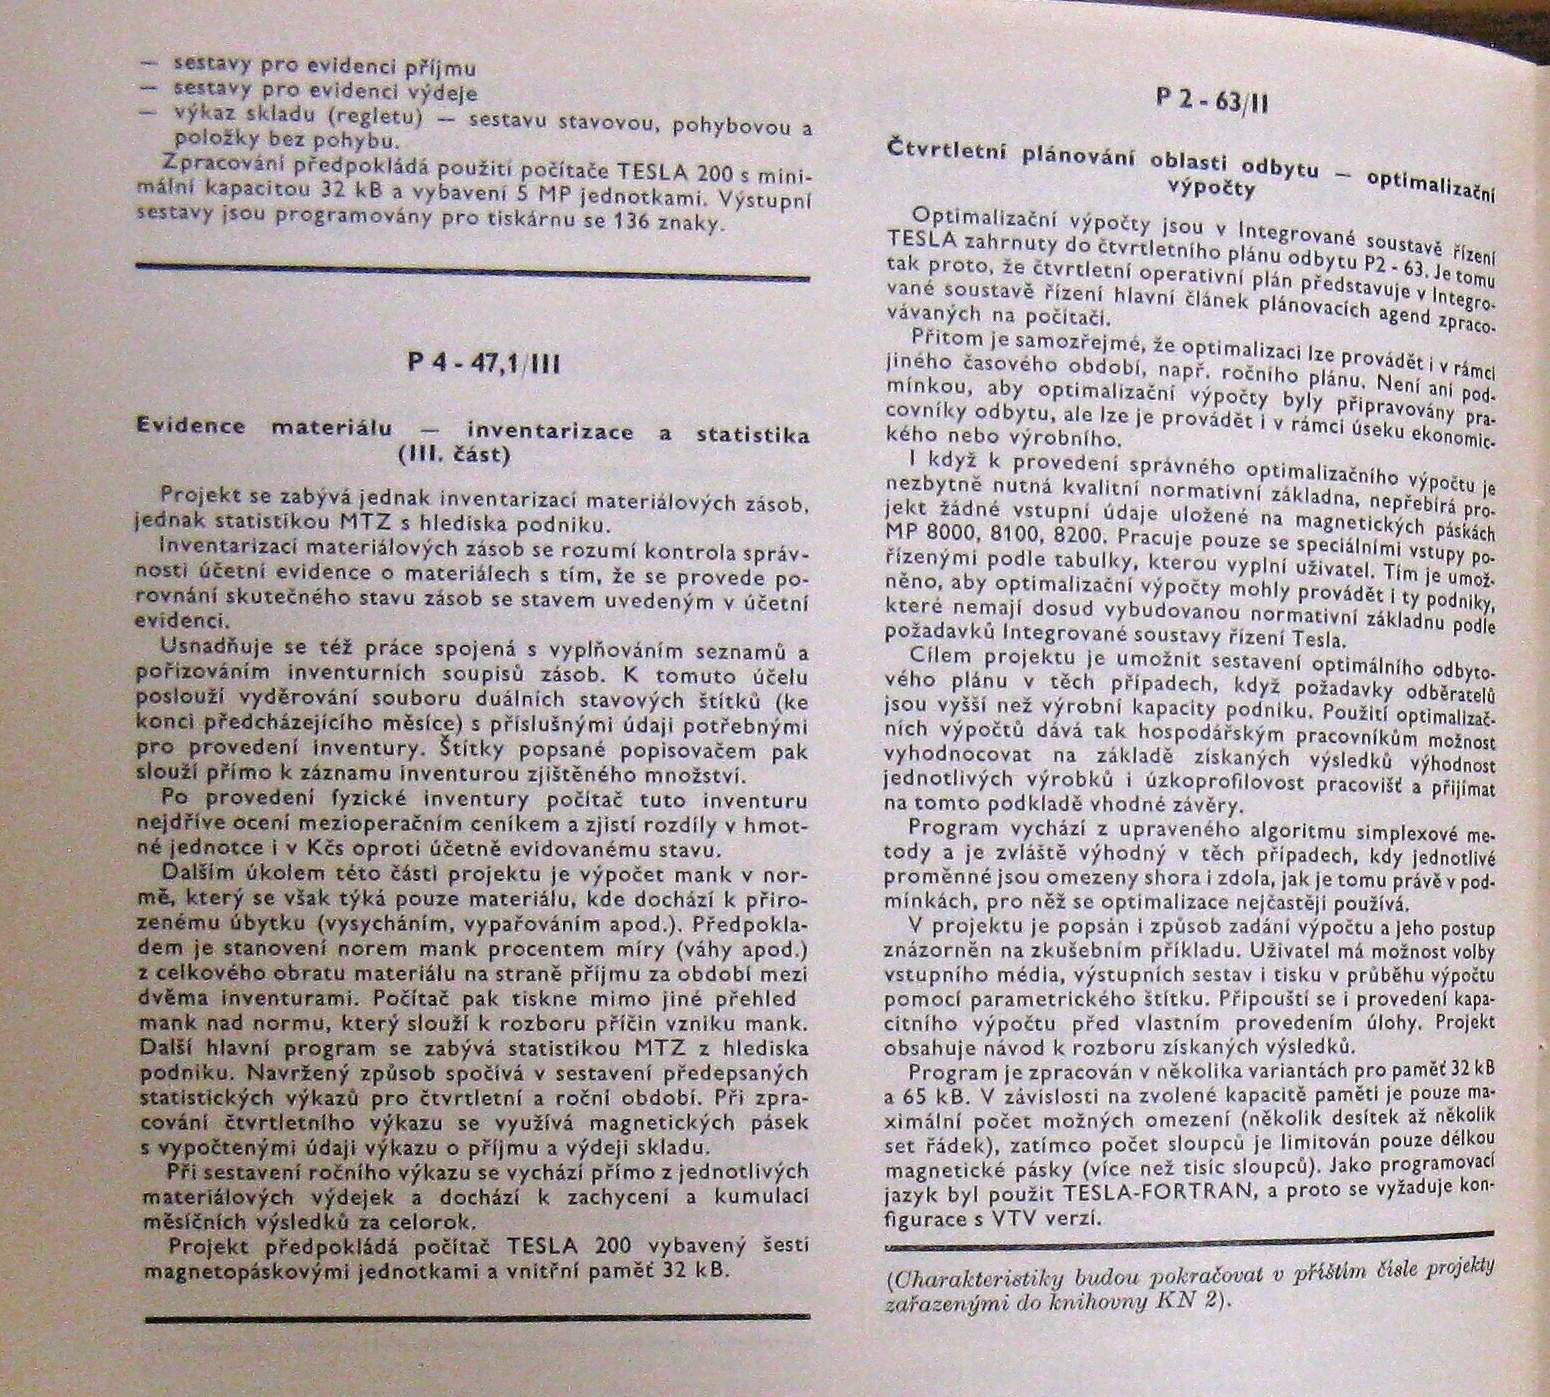 — sestavy pro evidenci příjmu
— sestavy pro evidenci výdeje
— výkaz skladu (regletu) — sestavu stavovou, pohybovou a
položky bez pohybu.
Zpracování předpokládá použití počítače TESLA 200 s mini-
mální kapacitou 32 kB a vybavení 5 MP jednotkami. Výstupní
sestavy jsou programovány pro tiskárnu se 136 znaky.
P 4 - 47,1/III
Evidence materiálu — inventarizace a statistika
(III. část)
Projekt se zabývá jednak inventarizací materiálových zásob,
jednak statistikou MTZ s hlediska podniku.
Inventarizací materiálových zásob se rozumí kontrola správ-
nosti účetní evidence o materiálech s tím, že se provede po-
rovnání skutečného stavu zásob se stavem uvedeným v účetní
evidenci.
Usnadňuje se též práce spojená s vyplňováním seznamů a
pořizováním inventurních soupisů zásob. K tomuto účelu
poslouží vyděrování souboru duálních stavových štítků (ke
konci předcházejícího měsíce) s příslušnými údaji potřebnými
pro provedení inventury. Štítky popsané popisovačem pak
slouží přímo k záznamu inventurou zjištěného množství.
Po provedení fyzické inventury počítač tuto inventuru
nejdříve ocení mezioperačním ceníkem a zjistí rozdíly v hmot-
né jednotce i v Kčs oproti účetně evidovanému stavu.
Dalším úkolem této části projektu je výpočet mank v nor-
mě, který se však týká pouze materiálu, kde dochází k přiro-
zenému úbytku (vysycháním, vypařováním apod.). Předpokla-
dem je stanovení norem mank procentem míry (váhy apod.)
z celkového obratu materiálu na straně příjmu za období mezi
dvěma inventurami. Počítač pak tiskne mimo jiné přehled
mank nad normu, který slouží k rozboru příčin vzniku mank.
Další hlavní program se zabývá statistikou MTZ z hlediska
podniku. Navržený způsob spočívá v sestavení předepsaných
statistických výkazů pro čtvrtletní a roční období. Při zpra-
cování čtvrtletního výkazu se využívá magnetických pásek
s vypočtenými údaji výkazu o příjmu a výdeji skladu.
Při sestavení ročního výkazu se vychází přímo z jednotlivých
materiálových výdejek a dochází k zachycení a kumulaci
měsíčních výsledků za celorok.
Projekt předpokládá počítač TESLA 200 vybavený šesti
magnetopáskovými jednotkami a vnitřní paměť 32 kB.
P 2 - 63/II
Čtvrtletní plánování oblasti odbytu — optimalizační
výpočty
Optimalizační výpočty jsou v Integrované soustavě řízení
TESLA zahrnuty do čtvrtletního plánu odbytu P2 - 63. Je tomu
tak proto, že čtvrtletní operativní plán představuje v Integro-
vané soustavě řízení hlavní článek plánovacích agend zpraco-
vávaných na počítači.
Přitom je samozřejmé, že optimalizaci lze provádět i v rámci
jiného časového období, např. ročního plánu. Není ani pod-
mínkou, aby optimalizační výpočty byly připravovány pra-
covníky odbytu, ale lze je provádět i v rámci úseku ekonomic-
kého nebo výrobního.
I když k provedení správného optimalizačního výpočtu je
nezbytně nutná kvalitní normativní základna, nepřebírá pro-
jekt žádné vstupní údaje uložené na magnetických páskách
MP 8000, 8100, 8200. Pracuje pouze se speciálními vstupy po-
řízenými podle tabulky, kterou vyplní uživatel. Tím je umož-
něno, aby optimalizační výpočty mohly provádět i ty podniky,
které nemají dosud vybudovanou normativní základnu podle
požadavků Integrované soustavy řízení Tesla.
Cílem projektu je umožnit sestavení optimálního odbyto-
vého plánu v těch případech, když požadavky odběratelů
jsou vyšší než výrobní kapacity podniku. Použití optimalizač-
ních výpočtů dává tak hospodářským pracovníkům možnost
vyhodnocovat na základě získaných výsledků výhodnost
jednotlivých výrobků i úzkoprofilovost pracovišť a přijímat
na tomto podkladě vhodné závěry.
Program vychází z upraveného algoritmu simplexové me-
tody a je zvláště výhodný v těch případech, kdy jednotlivé
proměnné jsou omezeny shora i zdola, jak je tomu právě v pod-
mínkách, pro něž se optimalizace nejčastěji používá.
V projektu je popsán i způsob zadání výpočtu a jeho postup
znázorněn na zkušebním příkladu. Uživatel má možnost volby
vstupního média, výstupních sestav i tisku v průběhu výpočtu
pomocí parametrického štítku. Připouští se i provedení kapa-
citního výpočtu před vlastním provedením úlohy. Projekt
obsahuje návod k rozboru získaných výsledků.
Program je zpracován v několika variantách pro paměť 32 kB
a 65 kB. V závislosti na zvolené kapacitě paměti je pouze ma-
ximální počet možných omezení (několik desítek až několik
set řádek), zatímco počet sloupců je limitován pouze délkou
magnetické pásky (více než tisíc sloupců). Jako programovací
jazyk byl použit TESLA-FORTRAN, a proto se vyžaduje kon-
figurace s VTV verzí.
(Charakteristiky budou pokračovat v příštím čísle projekty
zařazenými do knihovny KN 2).